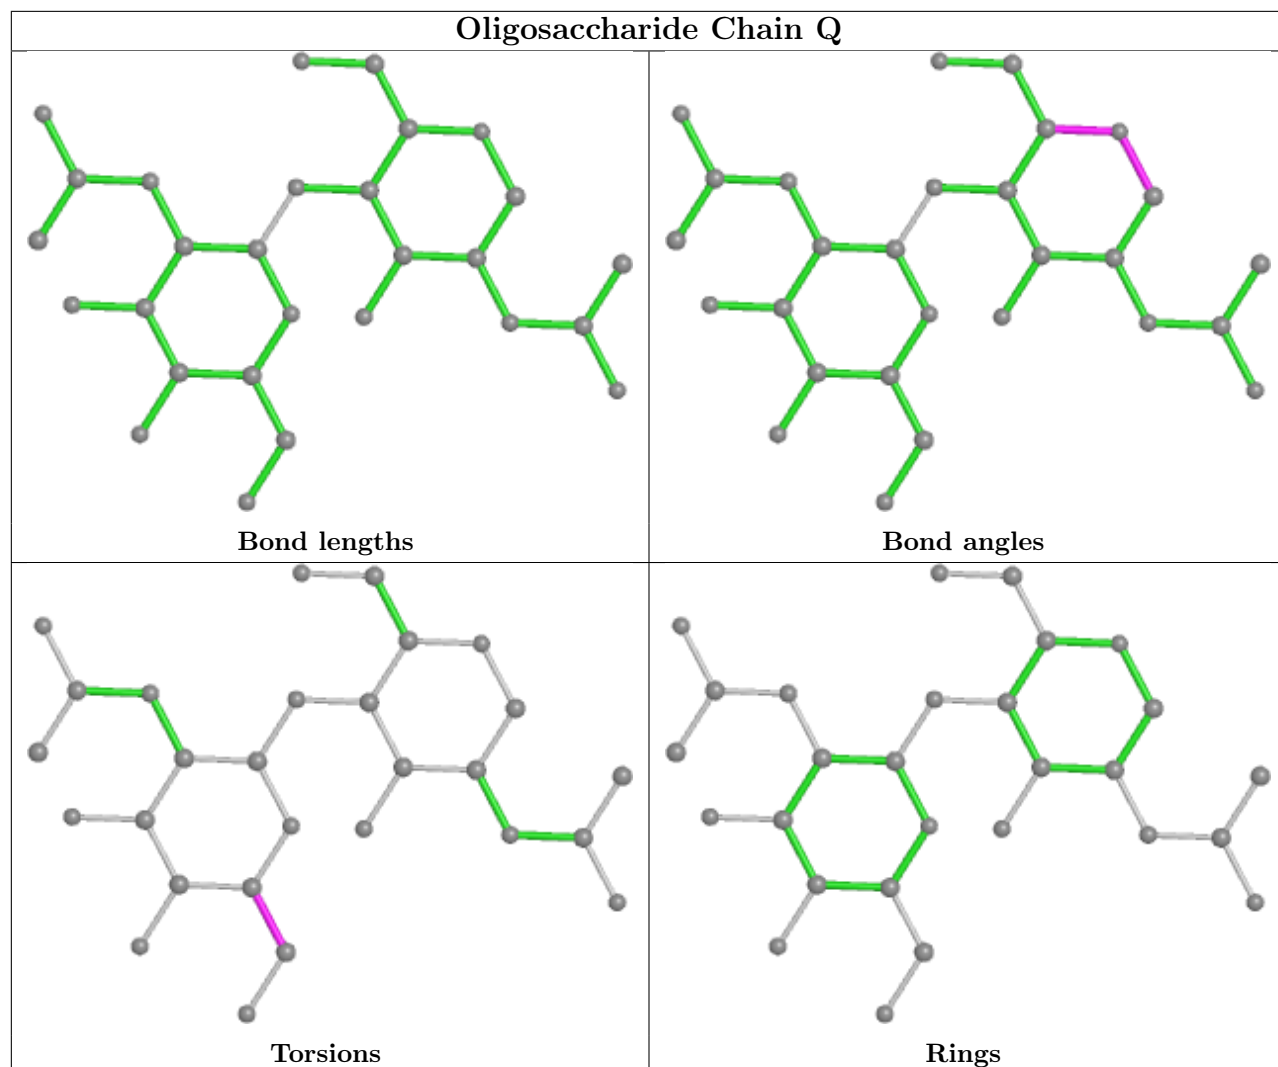 Oligosaccharide Chain Q
Bond lengths
Bond angles
Torsions
Rings